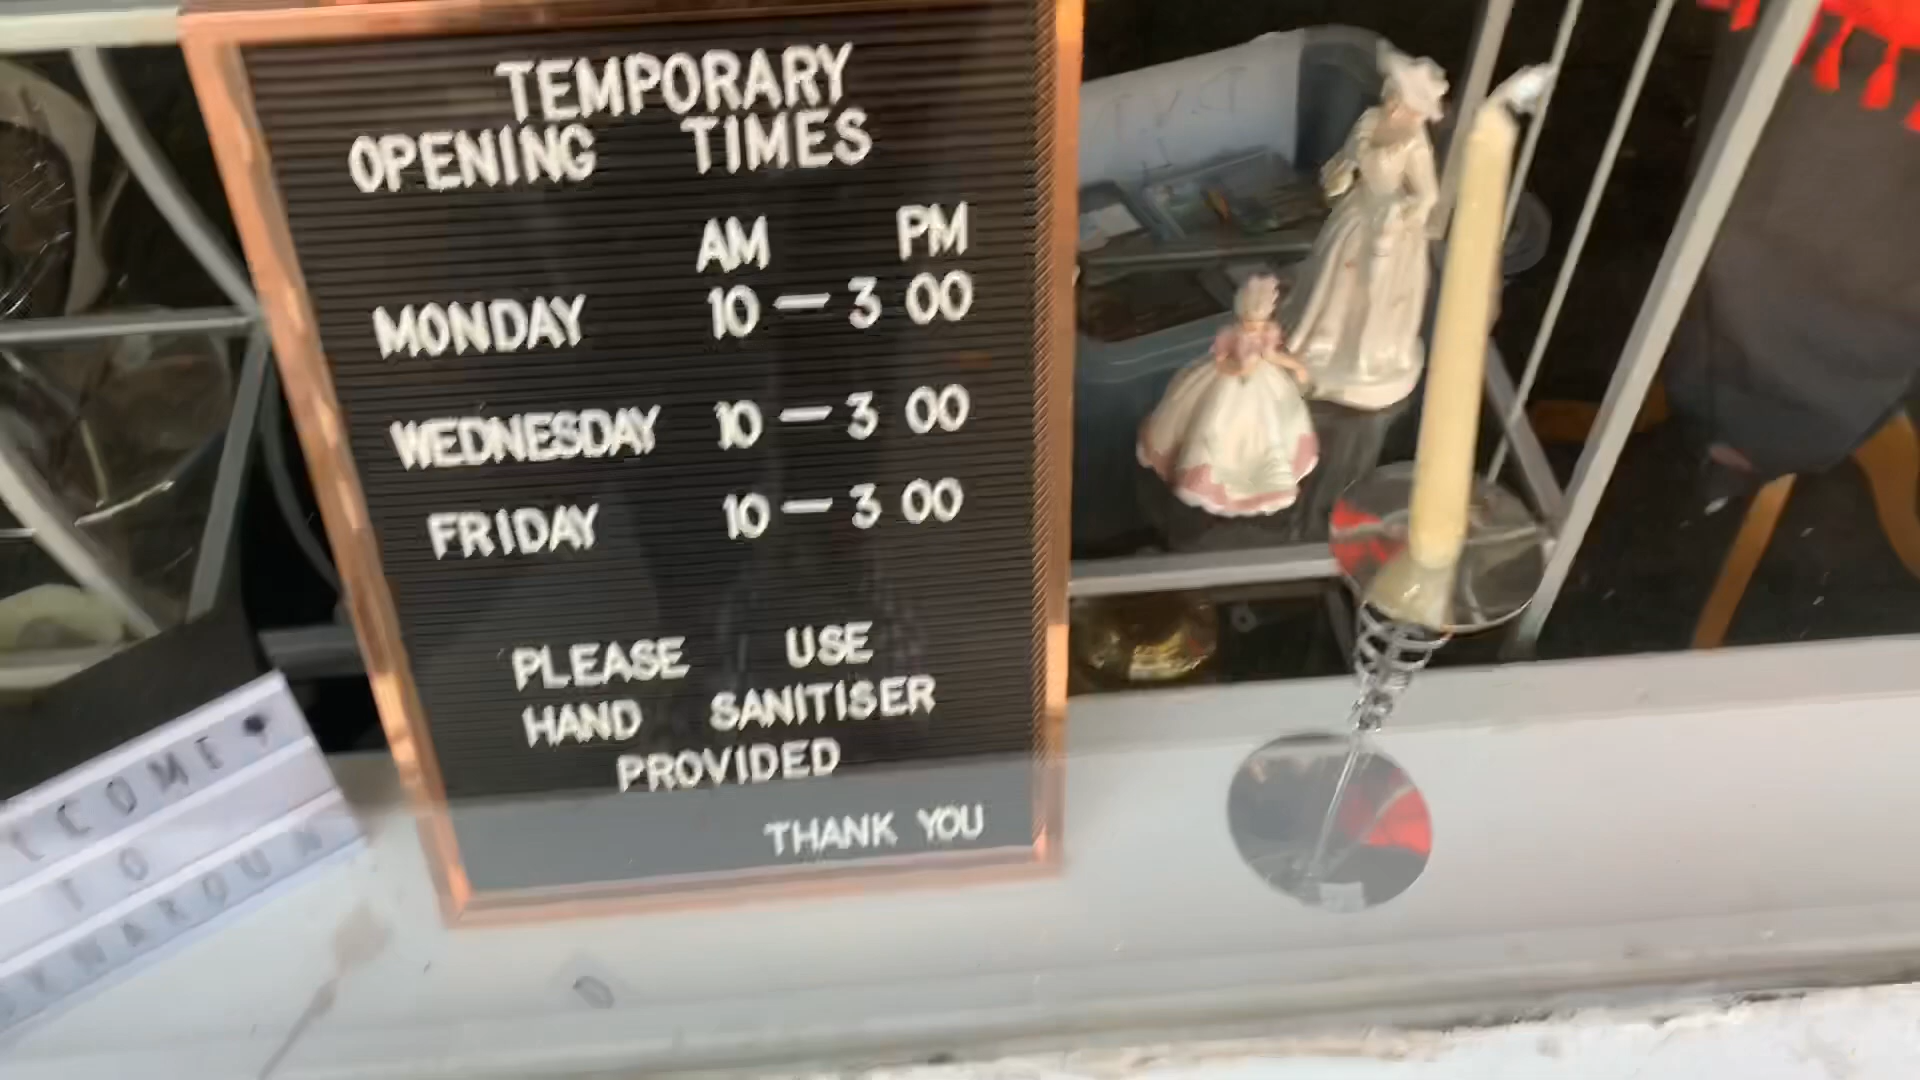 TEMPORARY
OPENING TIMES
AM PM
MONDAY 10 — 3 00
WEDNESDAY 10 — 3 00
FRIDAY 10 — 3 00
PLEASE USE
HAND SANITISER
PROVIDED
THANK YOU
TO